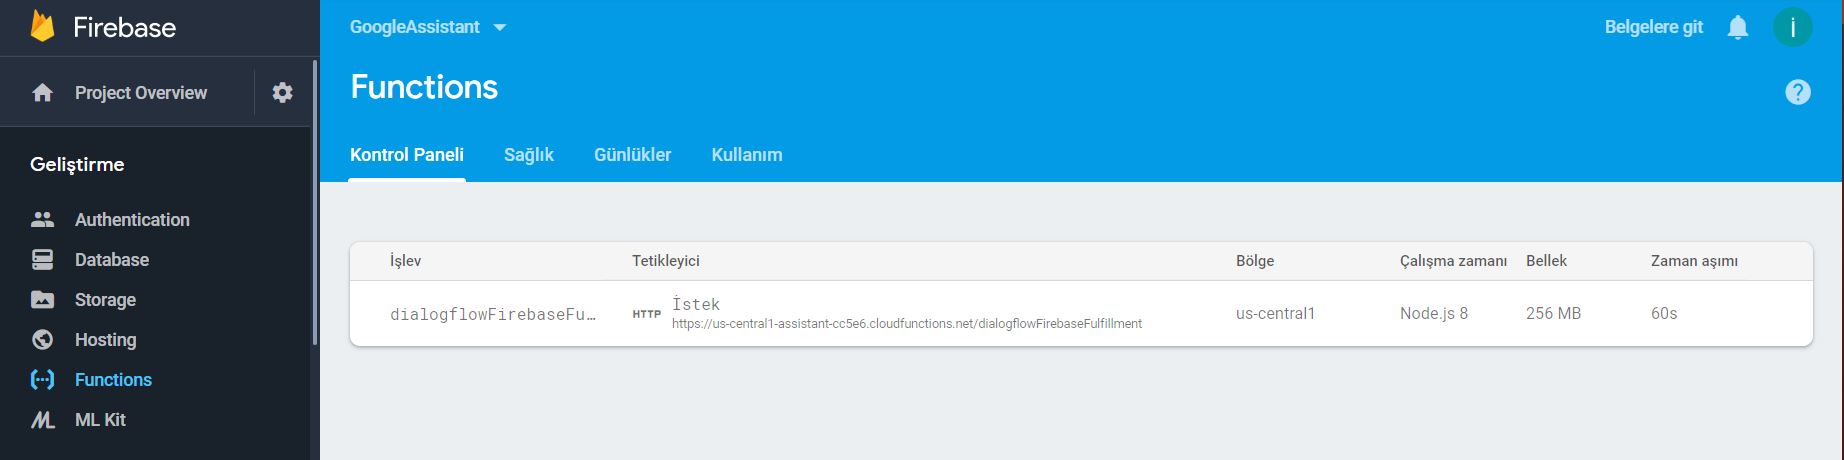 Firebase
Project Overview
Geliştirme
Authentication
Database
Storage
Hosting
Functions
ML Kit
GoogleAssistant
Belgelere git
İ
Functions
?
Kontrol Paneli Sağlık Günlükler Kullanım
İşlev Tetikleyici Bölge Çalışma zamanı Bellek Zaman aşımı
dialogflowFirebaseFu... HTTP İstek us-central1 Node.js 8 256 MB 60s
https://us-central1-assistant-cc5e6.cloudfunctions.net/dialogflowFirebaseFulfillment